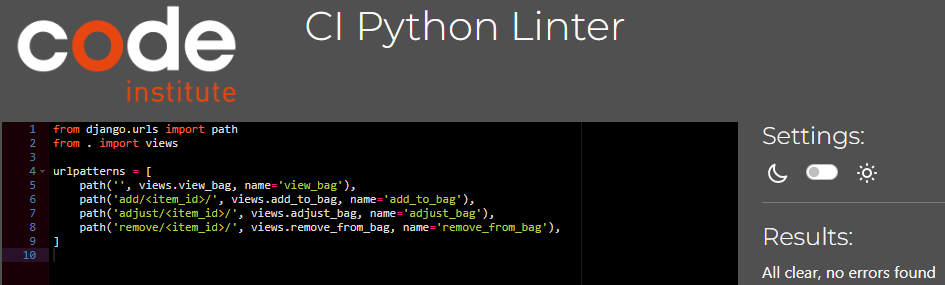 code
institute
CI Python Linter
1 from django.urls import path
2 from . import views
3
4 urlpatterns = [
5     path('', views.view_bag, name='view_bag'),
6     path('add/<item_id>/', views.add_to_bag, name='add_to_bag'),
7     path('adjust/<item_id>/', views.adjust_bag, name='adjust_bag'),
8     path('remove/<item_id>/', views.remove_from_bag, name='remove_from_bag'),
9 ]
10
Settings:
Results:
All clear, no errors found